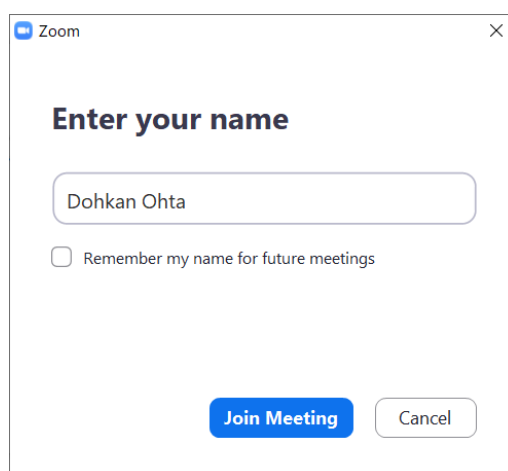 Zoom
Enter your name
Dohkan Ohta
Remember my name for future meetings
Join Meeting Cancel